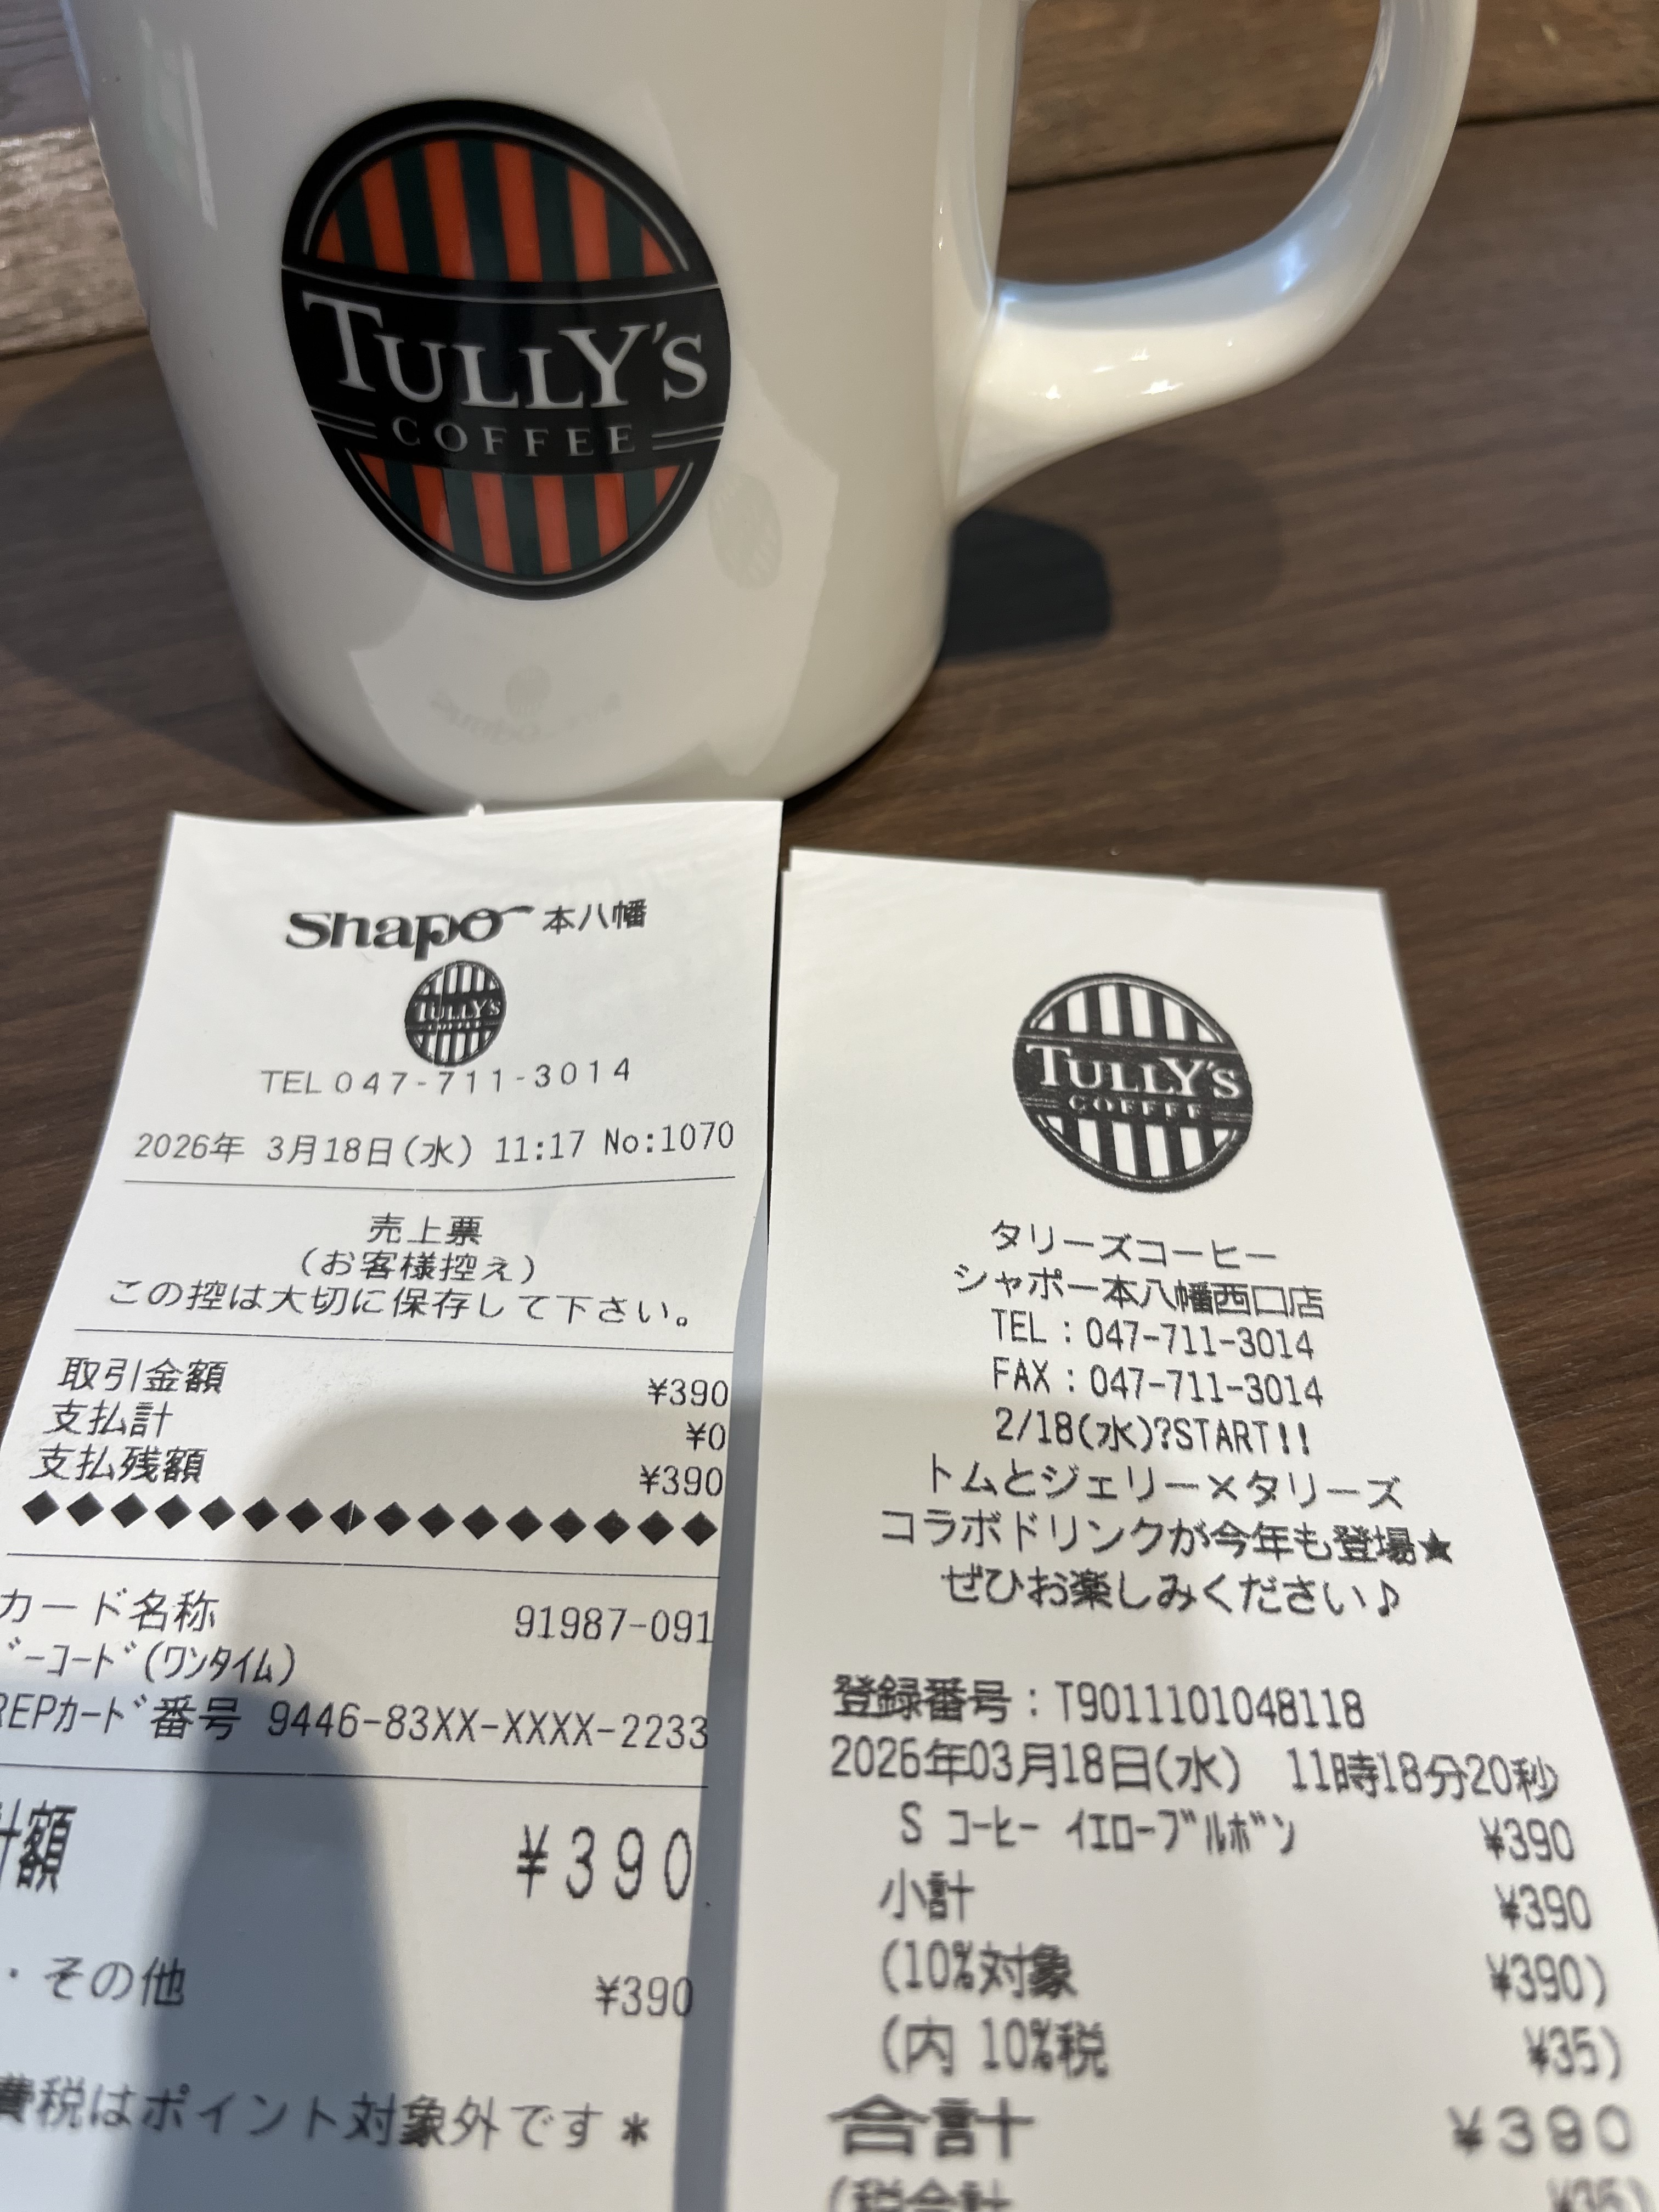 TULLY'S
COFFEE
Shapo 本八幡
TULLY'S
COFFEE
TEL047-711-3014
2026年 3月18日(水) 11:17 No:1070
売上票
(お客様控え)
この控は大切に保存して下さい。
取引金額 ¥390
支払計 ¥0
支払残額 ¥390
◆◆◆◆◆◆◆◆◆◆◆◆◆◆◆◆
カード名称 91987-091
ﾞｰｺｰﾄﾞ(ﾜﾝﾀｲﾑ)
REPｶｰﾄﾞ番号 9446-83XX-XXXX-2233
計額 ¥390
・その他 ¥390
費税はポイント対象外です*
TULLY'S
COFFEE
タリーズコーヒー
シャポー本八幡西口店
TEL:047-711-3014
FAX:047-711-3014
2/18(水)?START!!
トムとジェリー×タリーズ
コラボドリンクが今年も登場★
ぜひお楽しみください♪
登録番号:T9011101048118
2026年03月18日(水) 11時18分20秒
S ｺｰﾋｰ ｲｴﾛｰﾌﾞﾙﾎﾞﾝ ¥390
小計 ¥390
(10%対象 ¥390)
(内 10%税 ¥35)
合計 ¥390
(税合計 ¥35)